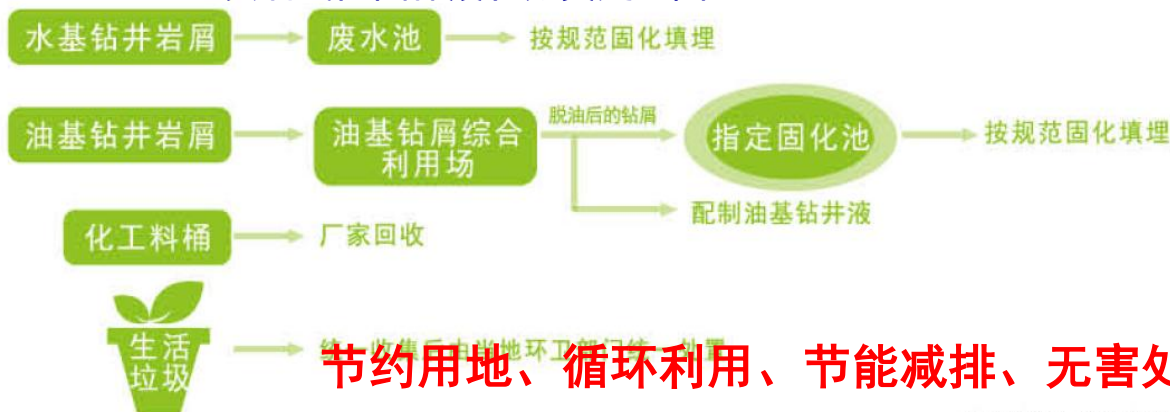 水基钻井岩屑 废水池 按规范固化填埋
脱油后的钻屑
油基钻井岩屑 油基钻屑综合 指定固化池 按规范固化填埋
利用场
配制油基钻井液
化工料桶 厂家回收
生活
垃圾
节约用地、循环利用、节能减排、无害